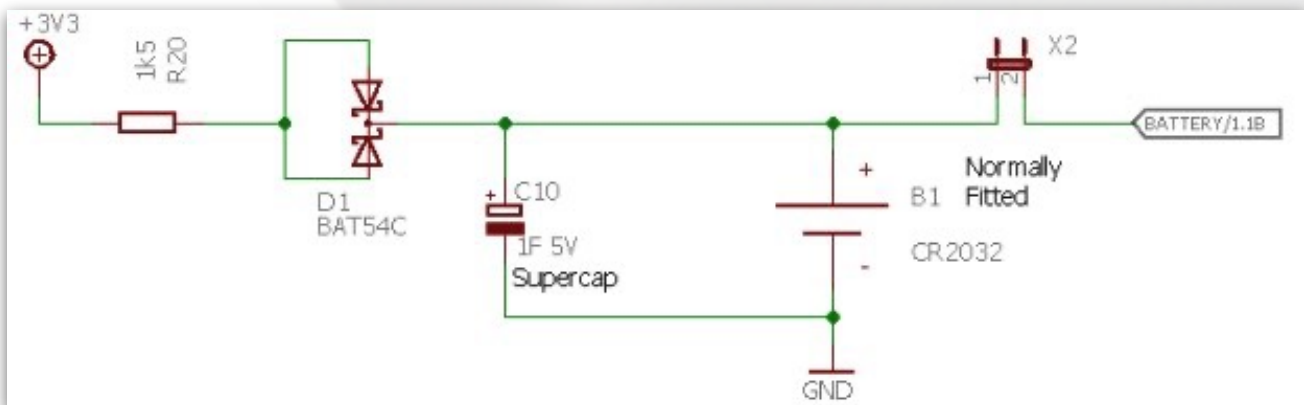 +3V3
1k5
R20
D1
BAT54C
+
C10
1F 5V
Supercap
+
-
B1
CR2032
Normally
Fitted
1
2
X2
BATTERY/1.1B
GND